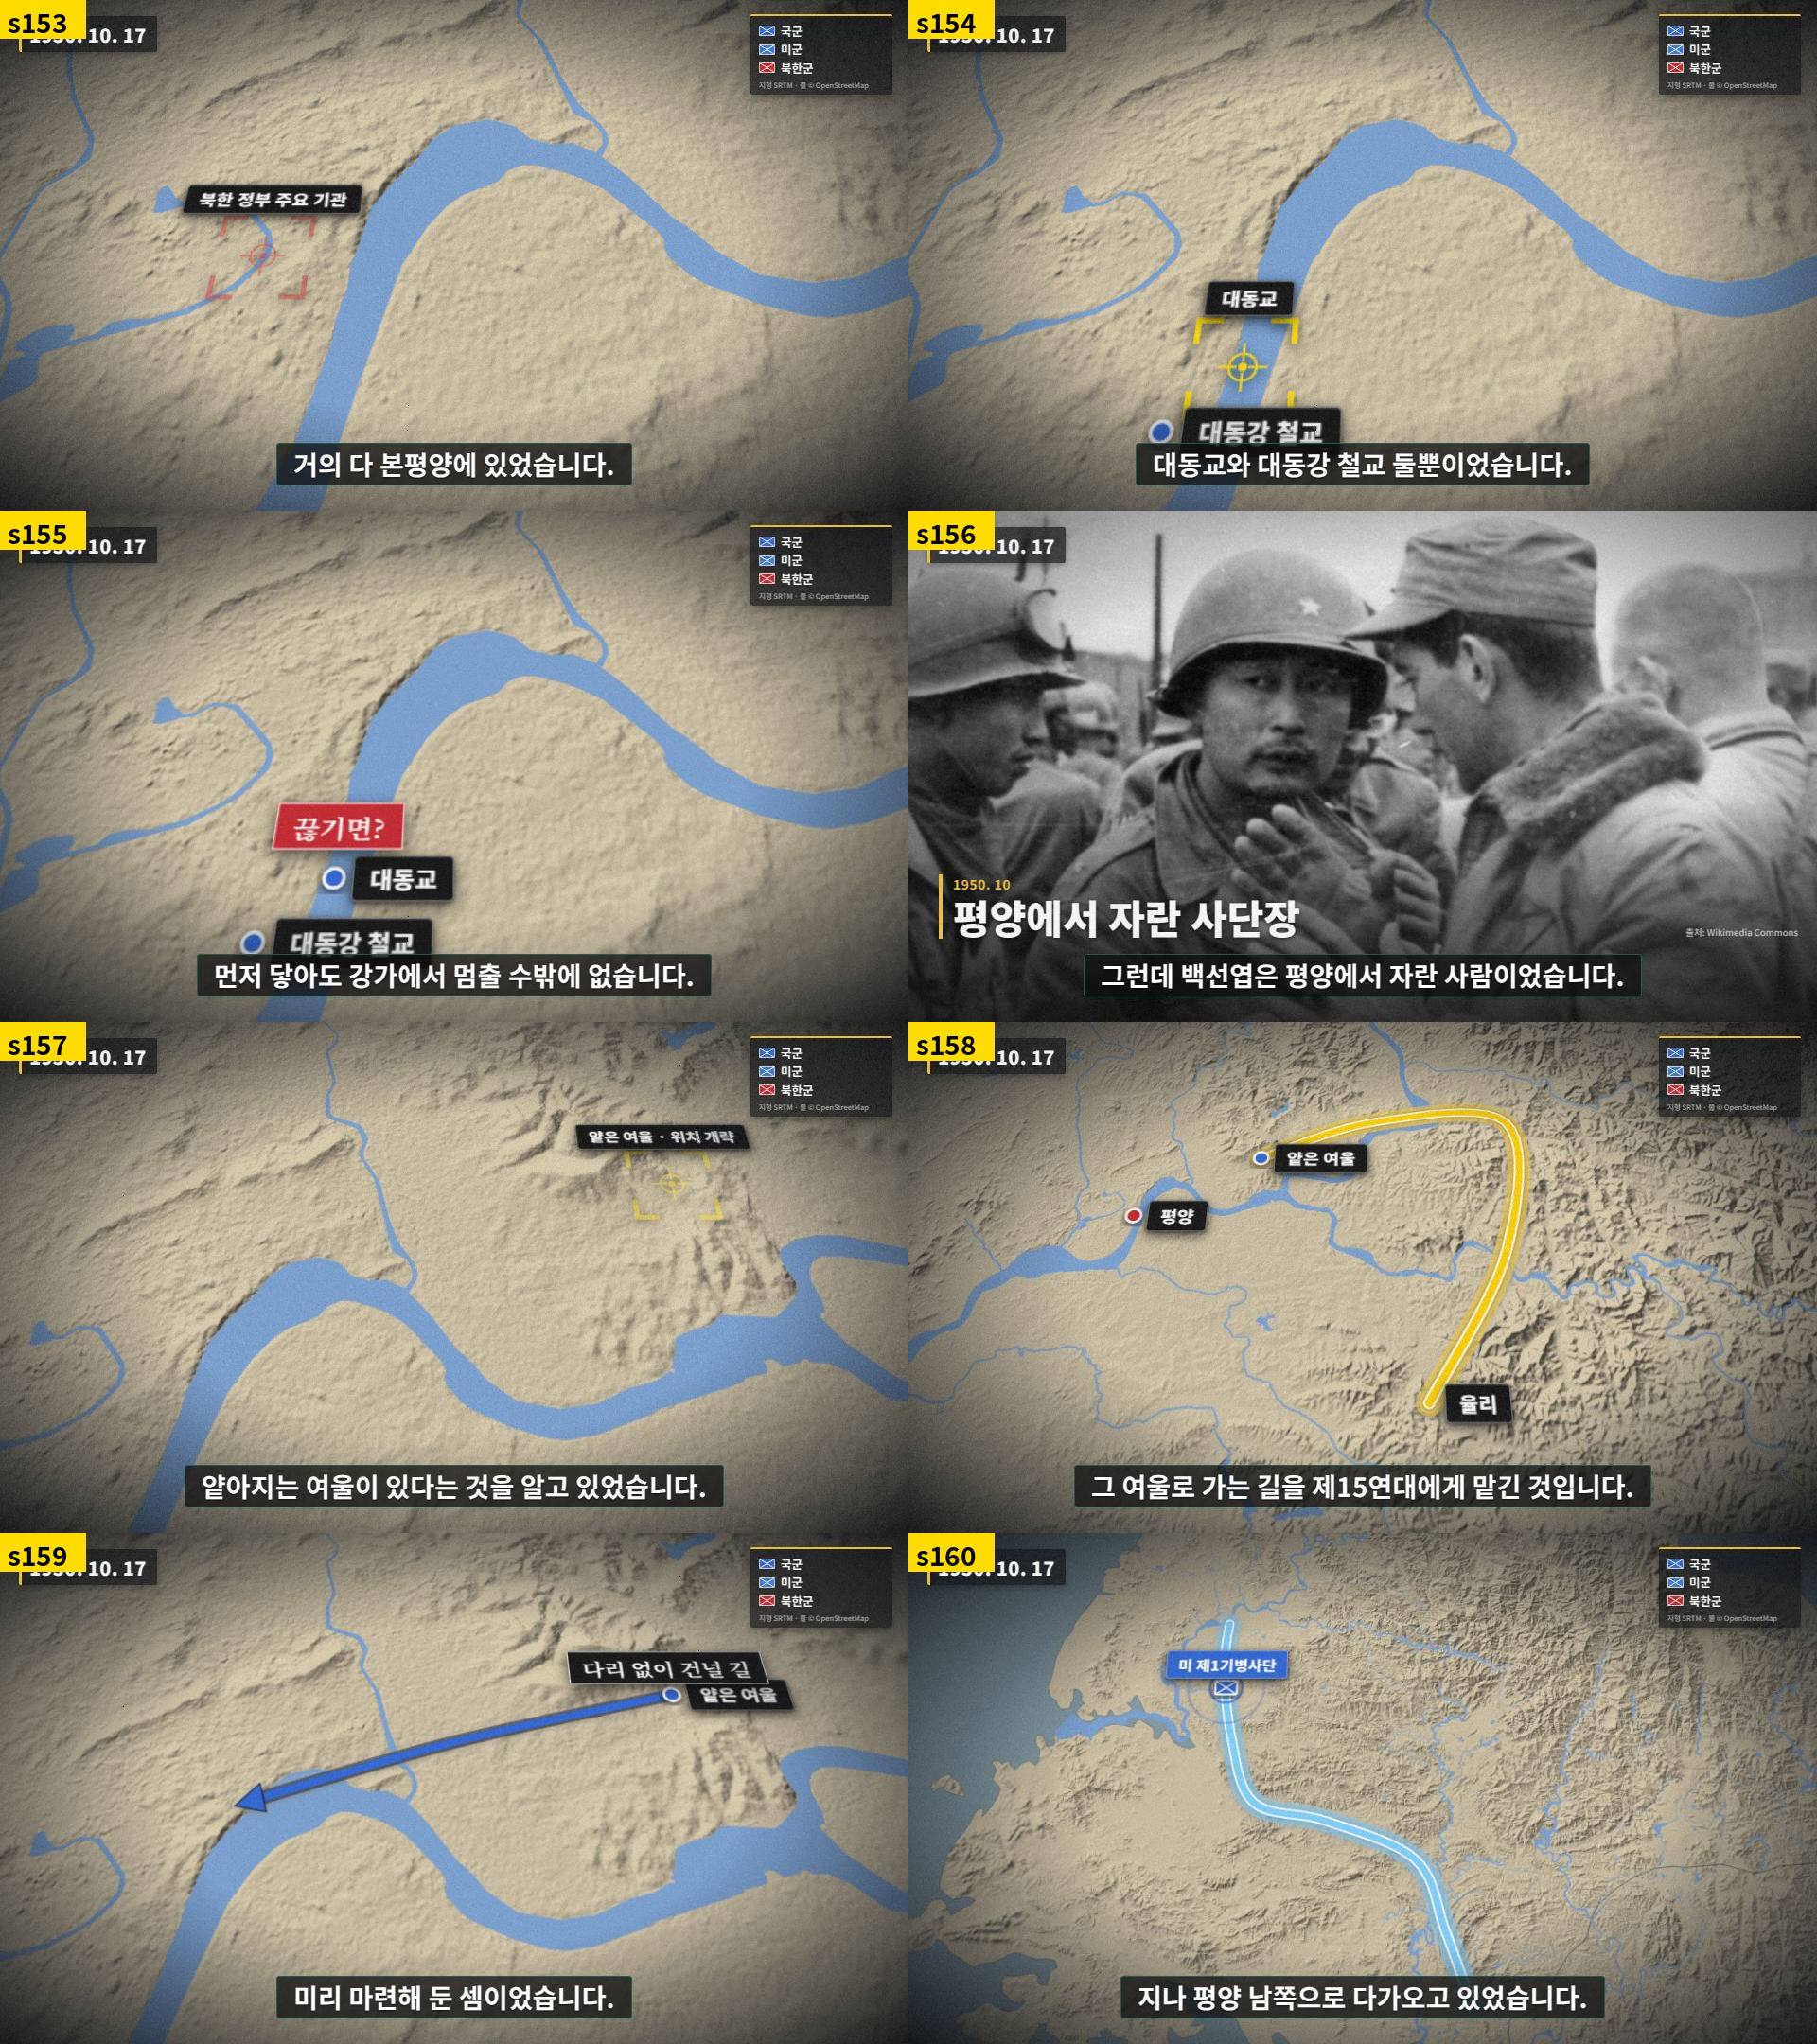 s153
10. 17
국군
미군
북한군
지형 SRTM · 물 © OpenStreetMap
북한 정부 주요 기관
거의 다 본평양에 있었습니다.
s154
10. 17
국군
미군
북한군
지형 SRTM · 물 © OpenStreetMap
대동교
대동강 철교
대동교와 대동강 철교 둘뿐이었습니다.
s155
10. 17
국군
미군
북한군
지형 SRTM · 물 © OpenStreetMap
끊기면?
대동교
대동강 철교
먼저 닿아도 강가에서 멈출 수밖에 없습니다.
s156
10. 17
1950. 10
평양에서 자란 사단장
출처: Wikimedia Commons
그런데 백선엽은 평양에서 자란 사람이었습니다.
s157
10. 17
국군
미군
북한군
지형 SRTM · 물 © OpenStreetMap
얕은 여울 · 위치 개략
얕아지는 여울이 있다는 것을 알고 있었습니다.
s158
10. 17
국군
미군
북한군
지형 SRTM · 물 © OpenStreetMap
얕은 여울
평양
율리
그 여울로 가는 길을 제15연대에게 맡긴 것입니다.
s159
10. 17
국군
미군
북한군
지형 SRTM · 물 © OpenStreetMap
다리 없이 건널 길
얕은 여울
미리 마련해 둔 셈이었습니다.
s160
10. 17
국군
미군
북한군
지형 SRTM · 물 © OpenStreetMap
미 제1기병사단
지나 평양 남쪽으로 다가오고 있었습니다.